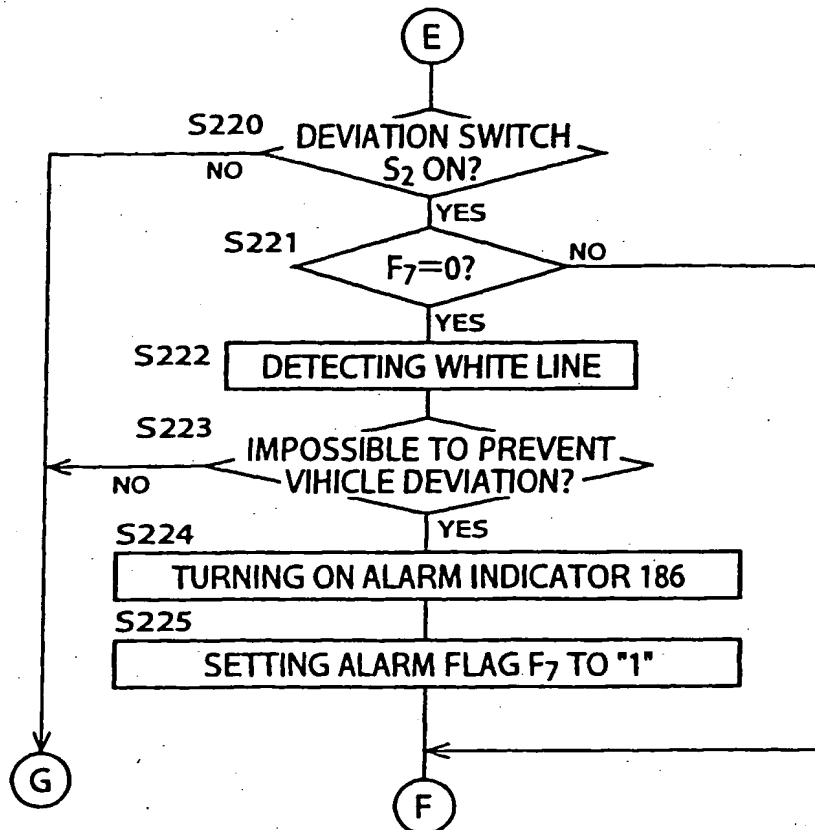 E
S220
DEVIATION SWITCH
S₂ ON?
NO
YES
S221
F₇=0?
NO
YES
S222
DETECTING WHITE LINE
S223
IMPOSSIBLE TO PREVENT
VIHICLE DEVIATION?
NO
YES
S224
TURNING ON ALARM INDICATOR 186
S225
SETTING ALARM FLAG F₇ TO "1"
G
F